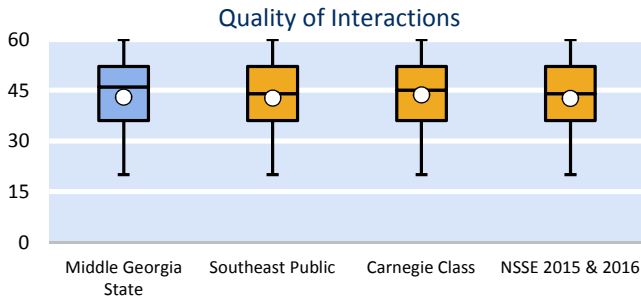 Quality of Interactions
60
45
30
15
0
Middle Georgia
State
Southeast Public
Carnegie Class
NSSE 2015 & 2016